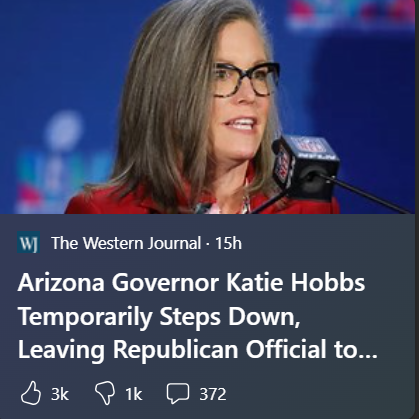 WJ The Western Journal · 15h
Arizona Governor Katie Hobbs
Temporarily Steps Down,
Leaving Republican Official to...
3k 1k 372